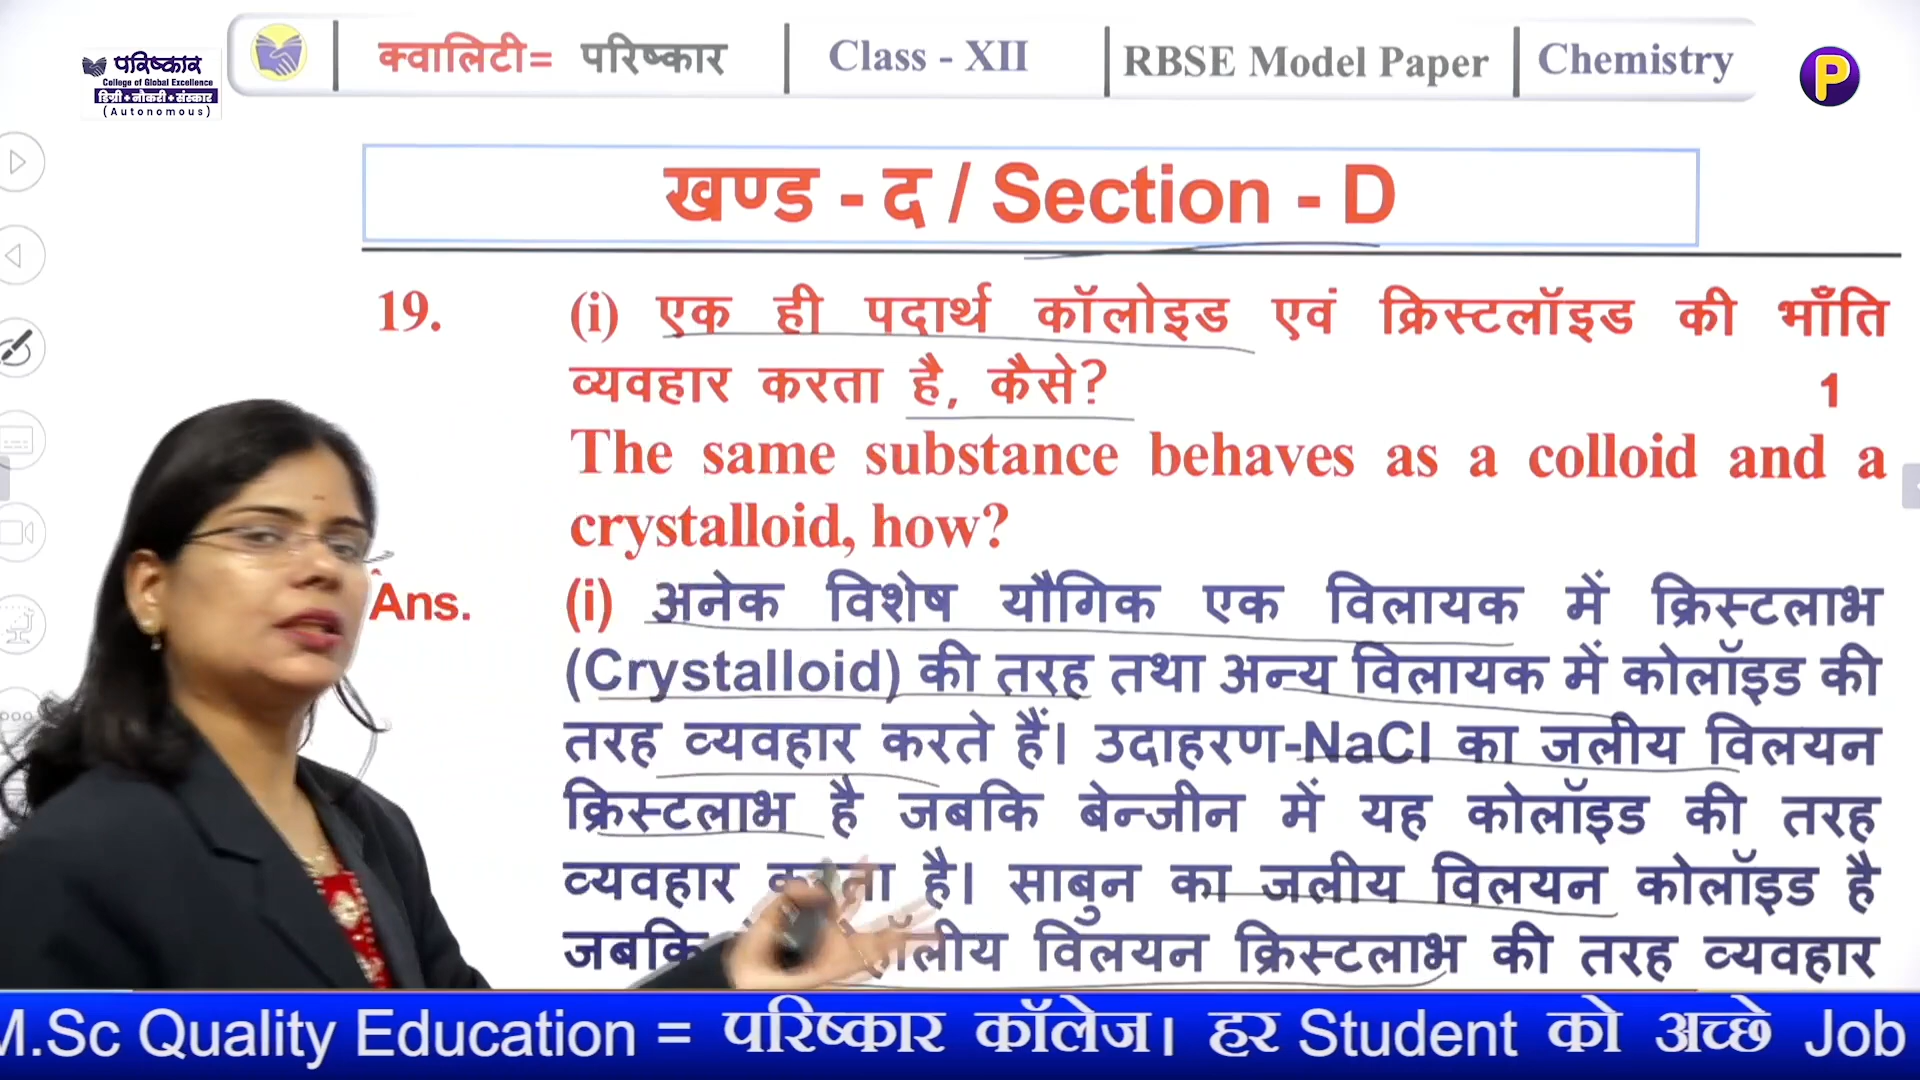 परिष्कार
College of Global Excellence
डिग्री + नौकरी + संस्कार
(Autonomous)
क्वालिटी= परिष्कार
Class - XII
RBSE Model Paper
Chemistry
P
खण्ड - द / Section - D
19. (i) एक ही पदार्थ कॉलोइड एवं क्रिस्टलॉइड की भाँति
व्यवहार करता है, कैसे? 1
The same substance behaves as a colloid and a
crystalloid, how?
Ans. (i) अनेक विशेष यौगिक एक विलायक में क्रिस्टलाभ
(Crystalloid) की तरह तथा अन्य विलायक में कोलॉइड की
तरह व्यवहार करते हैं। उदाहरण-NaCl का जलीय विलयन
क्रिस्टलाभ है जबकि बेन्जीन में यह कोलॉइड की तरह
व्यवहार करता है। साबुन का जलीय विलयन कोलॉइड है
जबकि विलयन क्रिस्टलाभ की तरह व्यवहार
M.Sc Quality Education = परिष्कार कॉलेज। हर Student को अच्छे Job